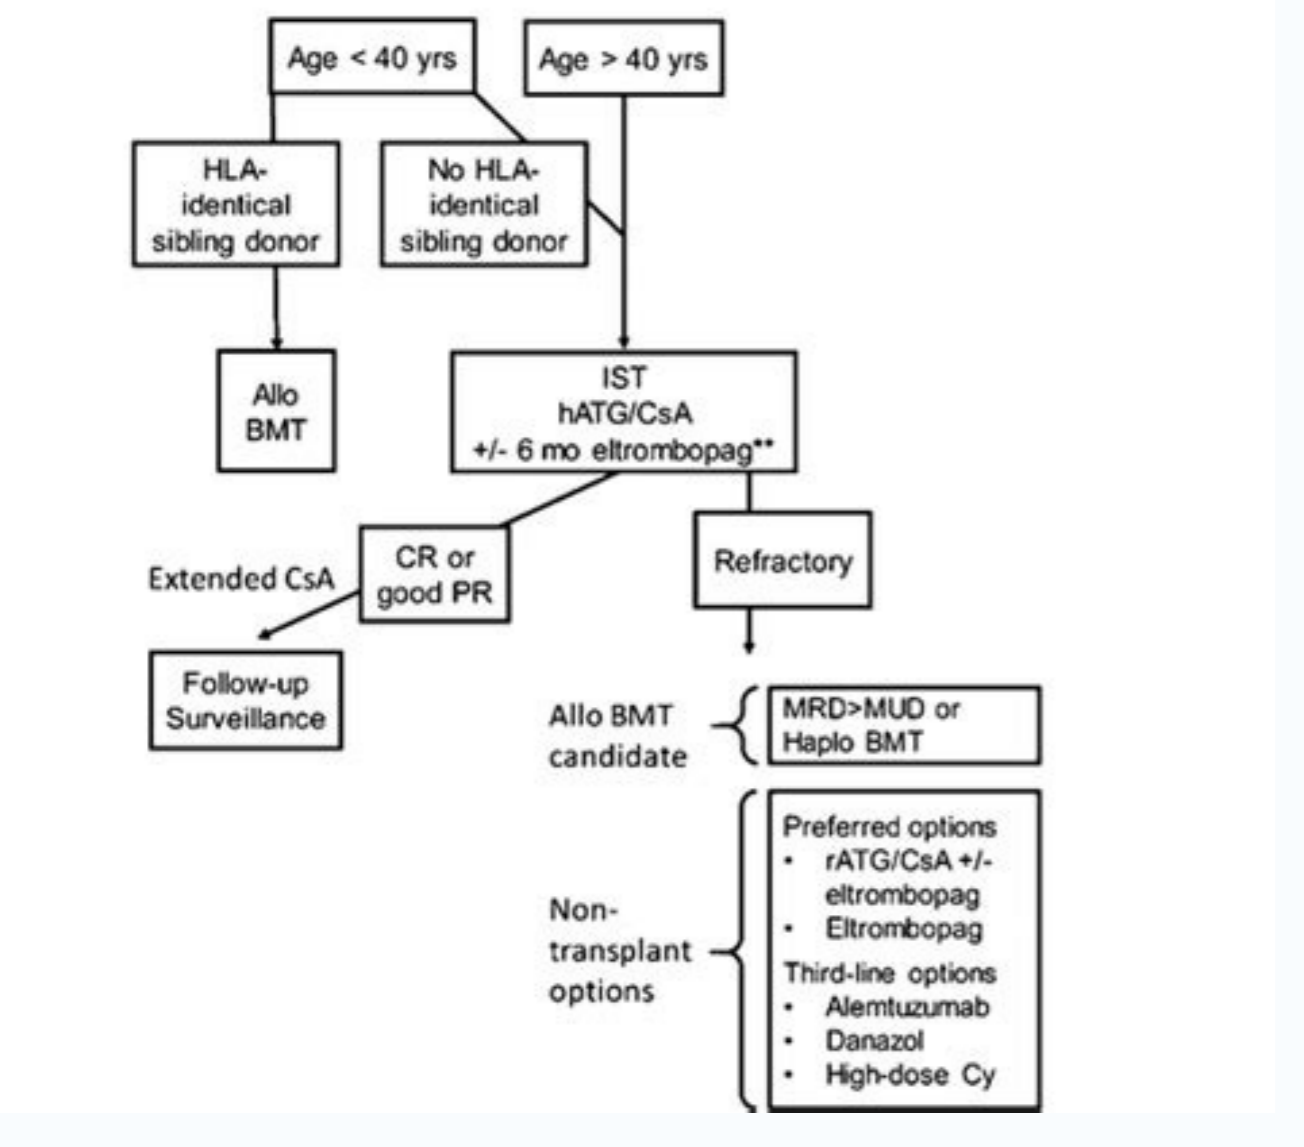 Age < 40 yrs
Age > 40 yrs
HLA-
identical
sibling donor
No HLA-
identical
sibling donor
Allo
BMT
IST
hATG/CsA
+/- 6 mo eltrombopag**
Extended CsA
CR or
good PR
Refractory
Follow-up
Surveillance
Allo BMT
candidate
MRD>MUD or
Haplo BMT
Non-
transplant
options
Preferred options
• rATG/CsA +/-
eltrombopag
• Eltrombopag
Third-line options
• Alemtuzumab
• Danazol
• High-dose Cy